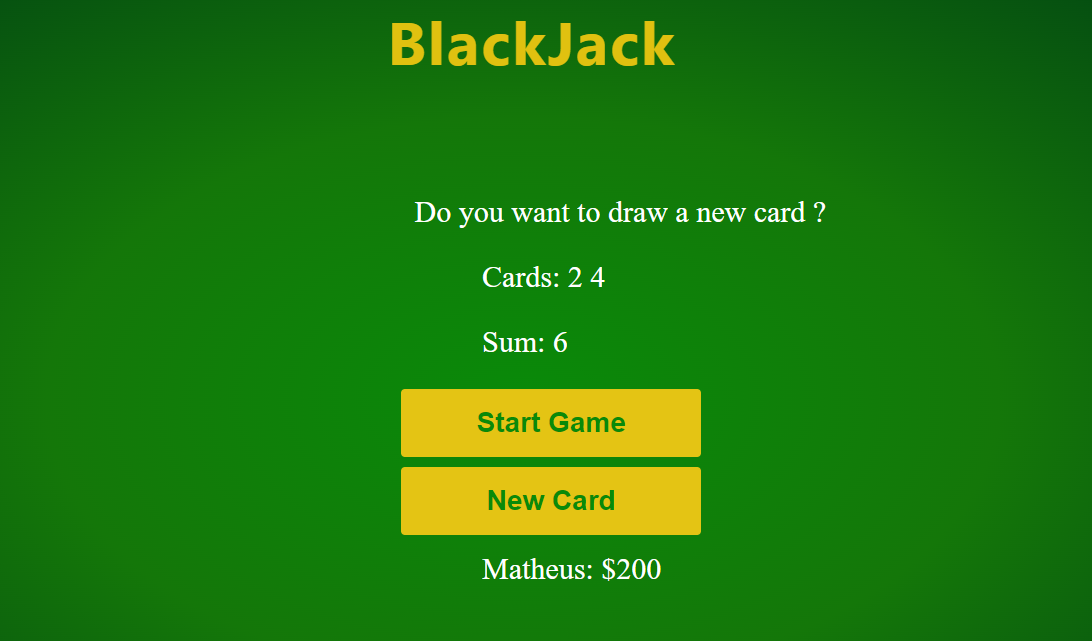 BlackJack
Do you want to draw a new card ?
Cards: 2 4
Sum: 6
Start Game
New Card
Matheus: $200